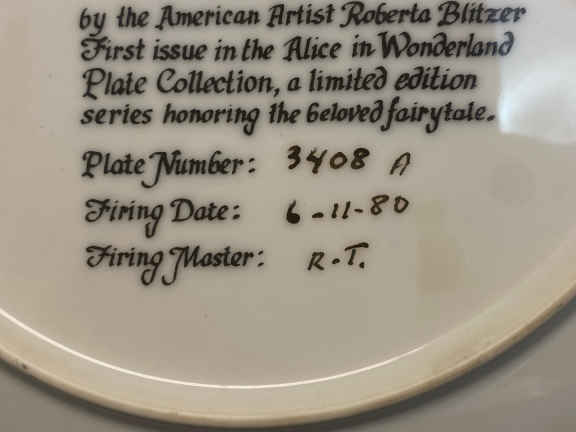 by the American Artist Roberta Blitzer
First issue in the Alice in Wonderland
Plate Collection, a limited edition
series honoring the beloved fairytale.
Plate Number: 3408 A
Firing Date: 6-11-80
Firing Master: R.T.